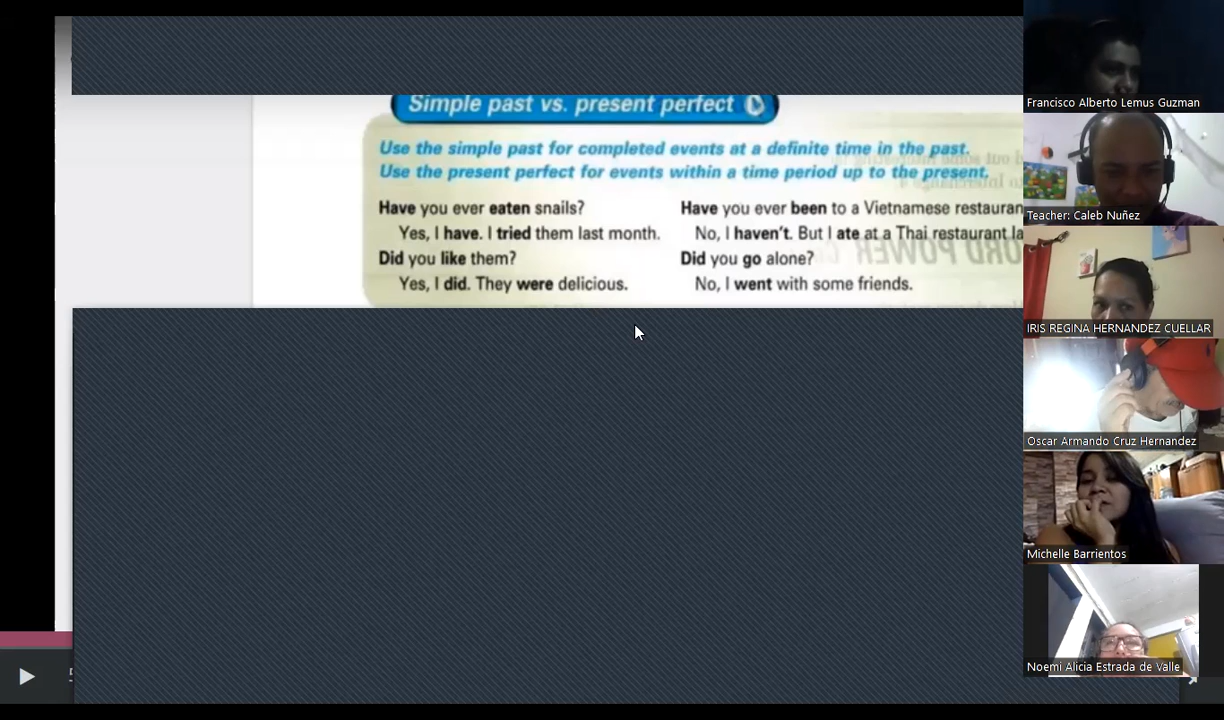 Simple past vs. present perfect
Use the simple past for completed events at a definite time in the past.
Use the present perfect for events within a time period up to the present.
Have you ever eaten snails?
Yes, I have. I tried them last month.
Did you like them?
Yes, I did. They were delicious.
Have you ever been to a Vietnamese restauran
No, I haven't. But I ate at a Thai restaurant la
Did you go alone?
No, I went with some friends.
Francisco Alberto Lemus Guzman
Teacher: Caleb Nuñez
IRIS REGINA HERNANDEZ CUELLAR
Oscar Armando Cruz Hernandez
Michelle Barrientos
Noemi Alicia Estrada de Valle